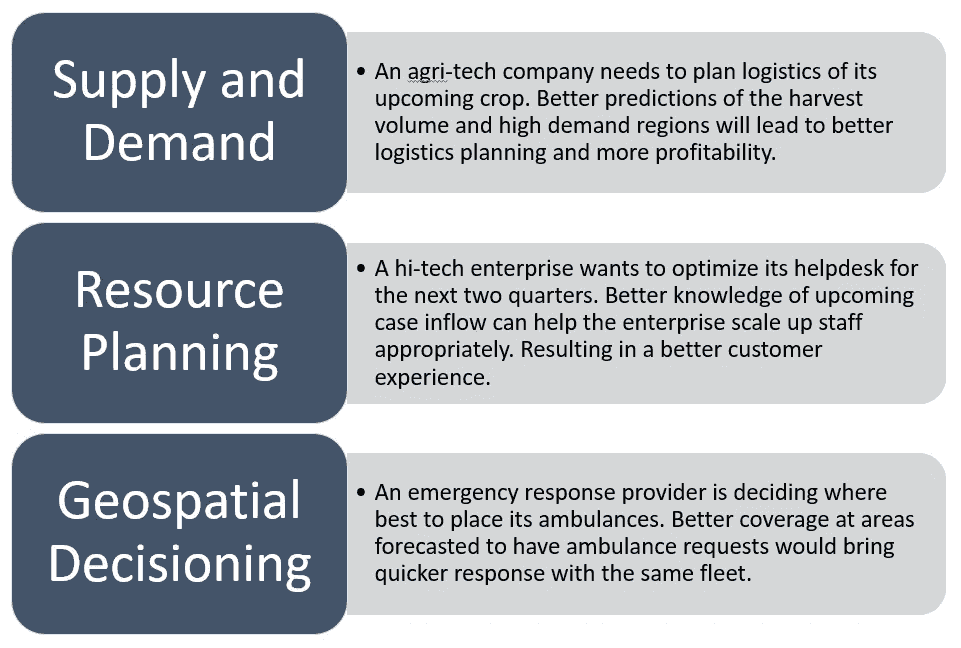 Supply and
Demand
• An agri-tech company needs to plan logistics of its
upcoming crop. Better predictions of the harvest
volume and high demand regions will lead to better
logistics planning and more profitability.
Resource
Planning
• A hi-tech enterprise wants to optimize its helpdesk for
the next two quarters. Better knowledge of upcoming
case inflow can help the enterprise scale up staff
appropriately. Resulting in a better customer
experience.
Geospatial
Decisioning
• An emergency response provider is deciding where
best to place its ambulances. Better coverage at areas
forecasted to have ambulance requests would bring
quicker response with the same fleet.